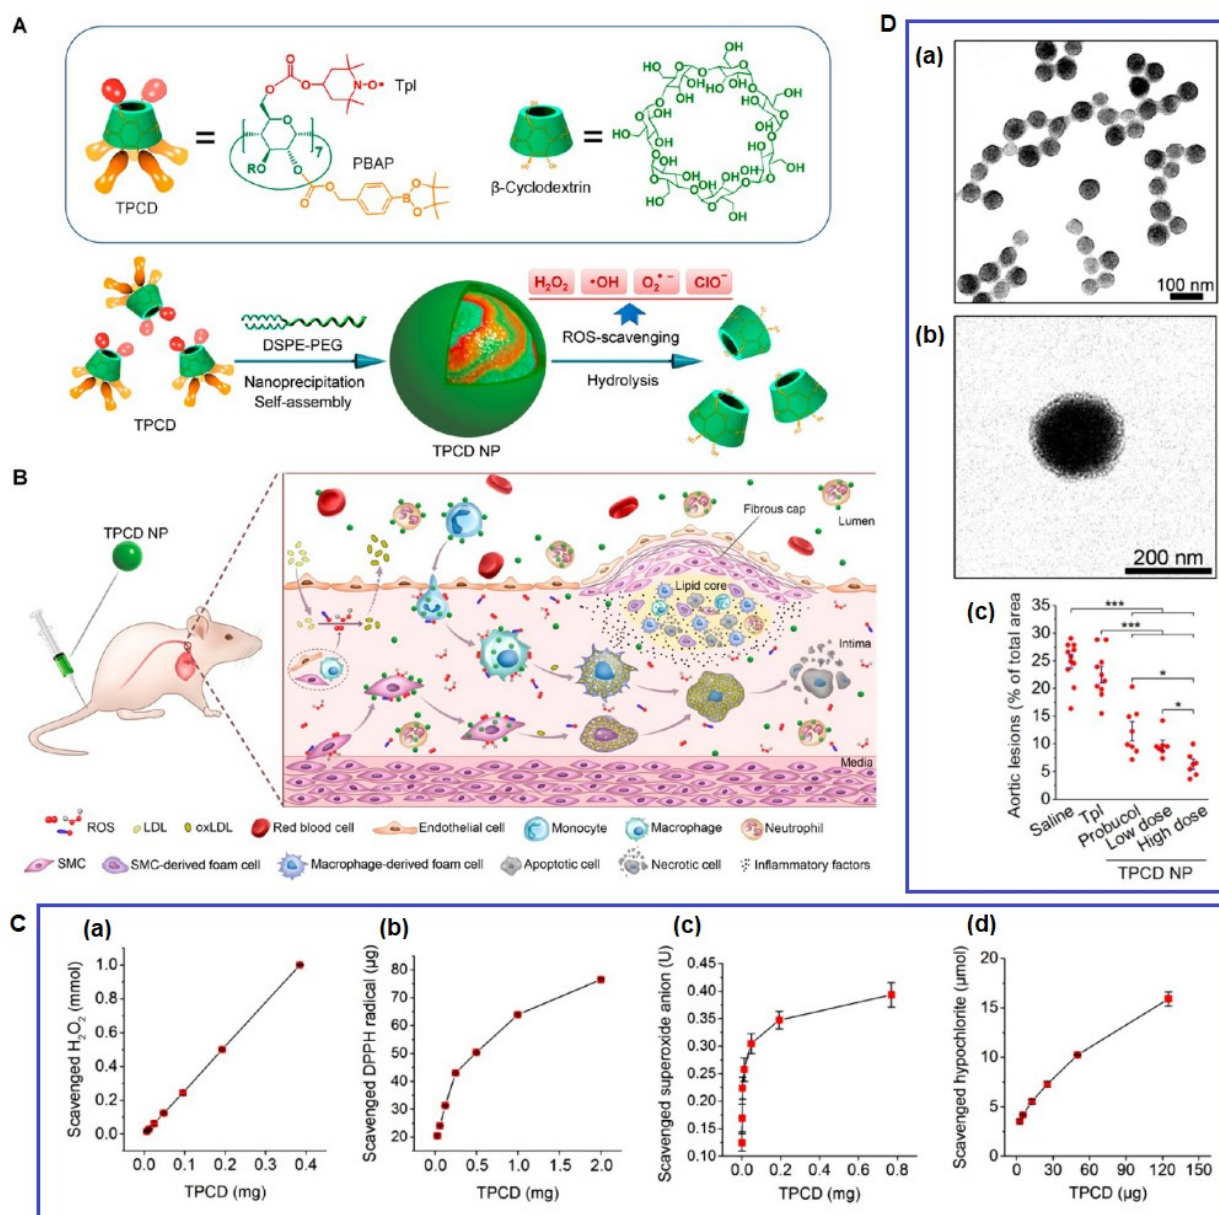 A
TPCD
=
O
O
O
N-O•
Tpl
O
O
O
RO
O
7
PBAP
O
O
B
O
O
β-Cyclodextrin
=
OH
HO
TPCD
DSPE-PEG
Nanoprecipitation
Self-assembly
TPCD NP
H₂O₂
•OH
O₂•⁻
ClO⁻
ROS-scavenging
Hydrolysis
B
TPCD NP
Fibrous cap
Lumen
Lipid core
Intima
Media
ROS
LDL
oxLDL
Red blood cell
Endothelial cell
Monocyte
Macrophage
Neutrophil
SMC
SMC-derived foam cell
Macrophage-derived foam cell
Apoptotic cell
Necrotic cell
Inflammatory factors
C
(a)
Scavenged H₂O₂ (mmol)
1.0
0.8
0.6
0.4
0.2
0.0
0.0 0.1 0.2 0.3 0.4
TPCD (mg)
(b)
Scavenged DPPH radical (μg)
80
70
60
50
40
30
20
0.0 0.5 1.0 1.5 2.0
TPCD (mg)
(c)
Scavenged superoxide anion (U)
0.45
0.40
0.35
0.30
0.25
0.20
0.15
0.10
0.0 0.2 0.4 0.6 0.8
TPCD (mg)
(d)
Scavenged hypochlorite (μmol)
20
15
10
5
0
0 30 60 90 120 150
TPCD (μg)
D
(a)
100 nm
(b)
200 nm
(c)
Aortic lesions (% of total area)
35
30
25
20
15
10
5
0
***
***
*
*
Saline
Tpl
Probucol
Low dose
High dose
TPCD NP